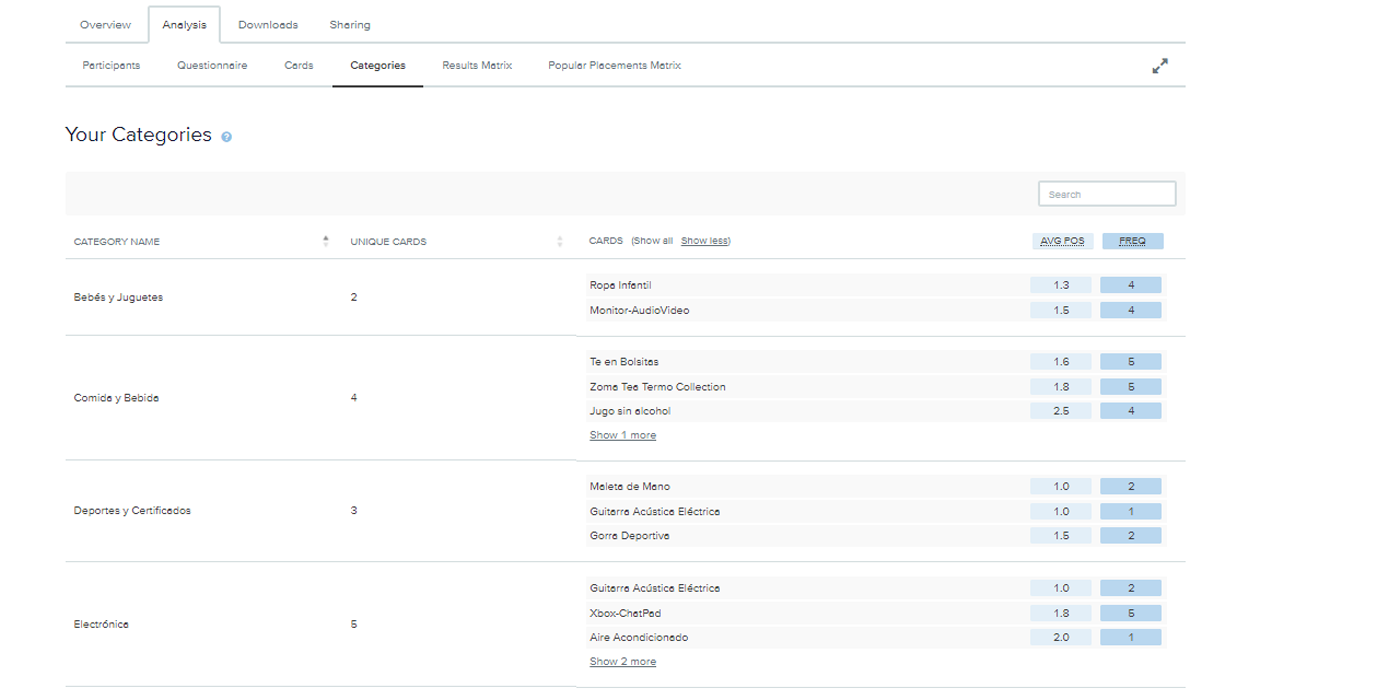 Overview Analysis Downloads Sharing
Participants Questionnaire Cards Categories Results Matrix Popular Placements Matrix
Your Categories ?
Search
CATEGORY NAME UNIQUE CARDS CARDS (Show all Show less) AVG POS FREQ
Bebés y Juguetes 2
Ropa Infantil 1.3 4
Monitor-AudioVideo 1.5 4
Comida y Bebida 4
Te en Bolsitas 1.6 5
Zoma Tea Termo Collection 1.8 5
Jugo sin alcohol 2.5 4
Show 1 more
Deportes y Certificados 3
Maleta de Mano 1.0 2
Guitarra Acústica Eléctrica 1.0 1
Gorra Deportiva 1.5 2
Electrónica 5
Guitarra Acústica Eléctrica 1.0 2
Xbox-ChatPad 1.8 5
Aire Acondicionado 2.0 1
Show 2 more